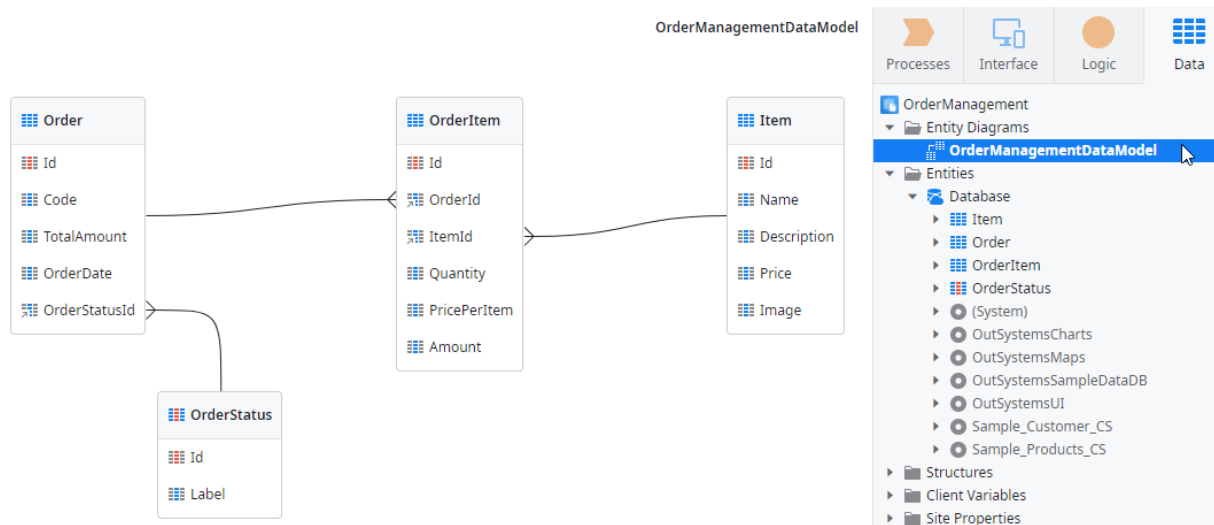 OrderManagementDataModel
Order
Id
Code
TotalAmount
OrderDate
OrderStatusId
OrderItem
Id
OrderId
ItemId
Quantity
PricePerItem
Amount
Item
Id
Name
Description
Price
Image
OrderStatus
Id
Label
Processes
Interface
Logic
Data
OrderManagement
Entity Diagrams
OrderManagementDataModel
Entities
Database
Item
Order
OrderItem
OrderStatus
(System)
OutSystemsCharts
OutSystemsMaps
OutSystemsSampleDataDB
OutSystemsUI
Sample_Customer_CS
Sample_Products_CS
Structures
Client Variables
Site Properties